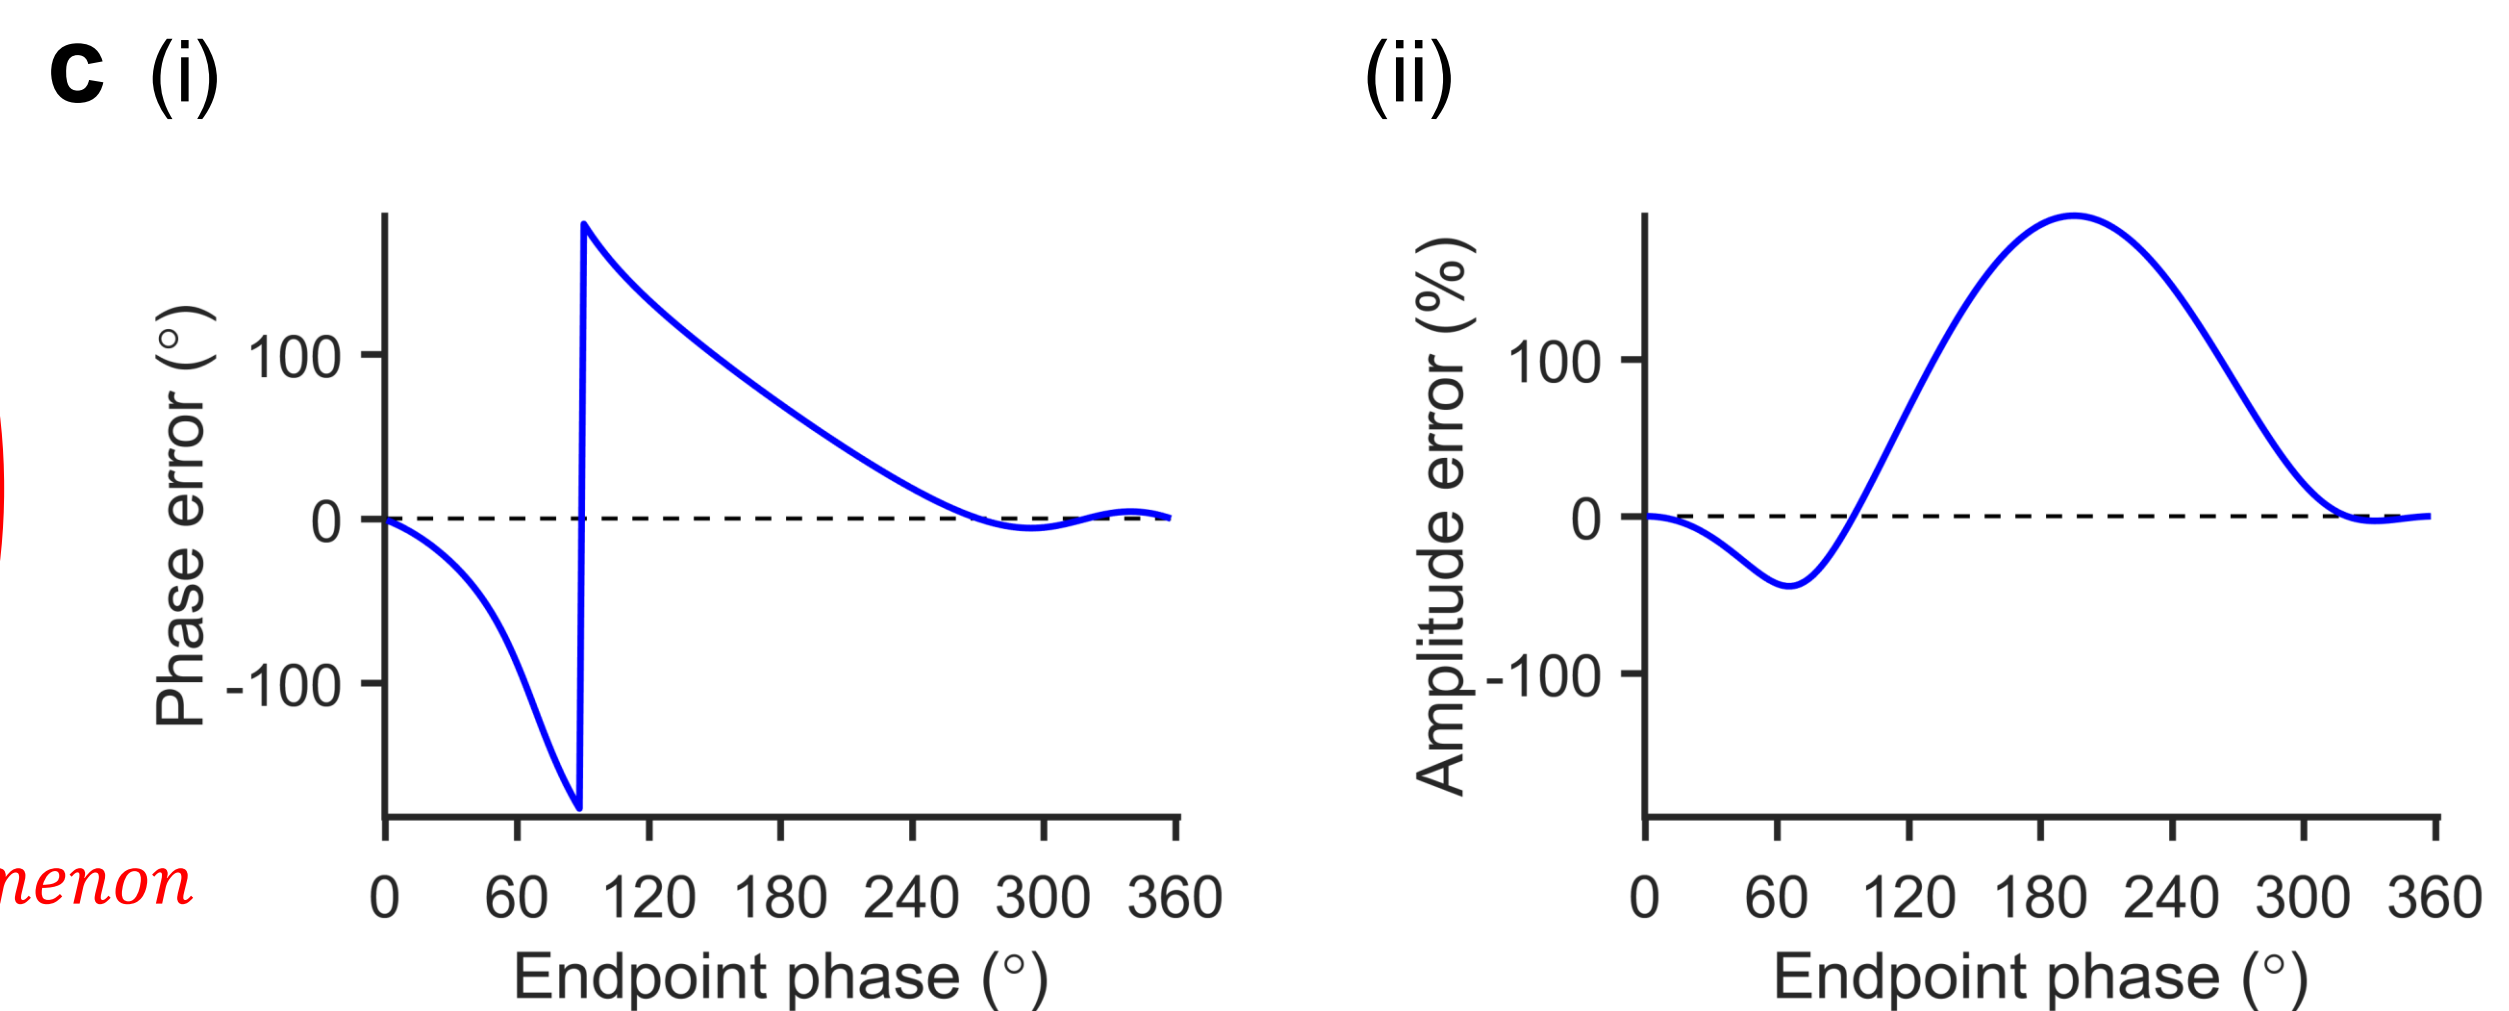 c (i)
(ii)
Phase error (°)
100
0
-100
0 60 120 180 240 300 360
Endpoint phase (°)
Amplitude error (%)
100
0
-100
0 60 120 180 240 300 360
Endpoint phase (°)
menon